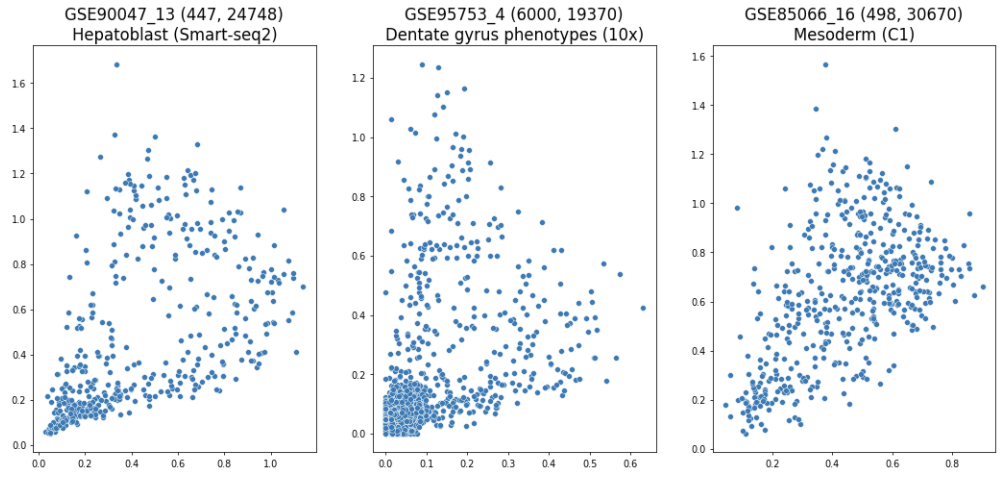 GSE90047_13 (447, 24748)
Hepatoblast (Smart-seq2)
1.6
1.4
1.2
1.0
0.8
0.6
0.4
0.2
0.0
0.0 0.2 0.4 0.6 0.8 1.0
GSE95753_4 (6000, 19370)
Dentate gyrus phenotypes (10x)
1.2
1.0
0.8
0.6
0.4
0.2
0.0
0.0 0.1 0.2 0.3 0.4 0.5 0.6
GSE85066_16 (498, 30670)
Mesoderm (C1)
1.6
1.4
1.2
1.0
0.8
0.6
0.4
0.2
0.0
0.2 0.4 0.6 0.8